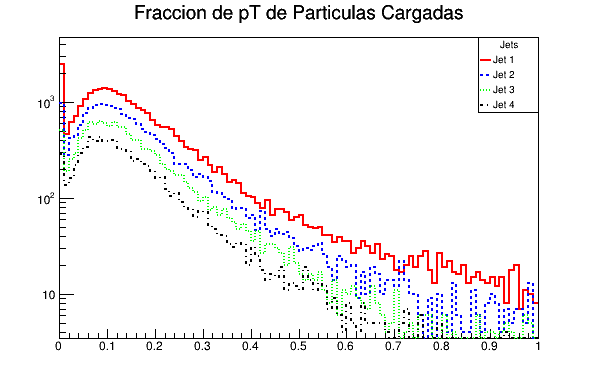 Fraccion de pT de Particulas Cargadas
Jets
Jet 1
Jet 2
Jet 3
Jet 4
10³
10²
10
0 0.1 0.2 0.3 0.4 0.5 0.6 0.7 0.8 0.9 1